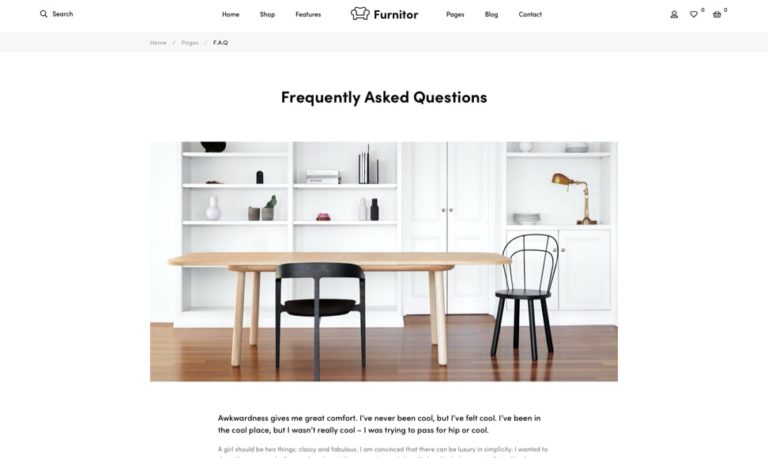 Search
Home
Shop
Features
Furnitor
Pages
Blog
Contact
0
0
Home / Pages / F.A.Q
Frequently Asked Questions
Awkwardness gives me great comfort. I've never been cool, but I've felt cool. I've been in
the cool place, but I wasn't really cool – I was trying to pass for hip or cool.
A girl should be two things: classy and fabulous. I am convinced that there can be luxury in simplicity. I wanted to